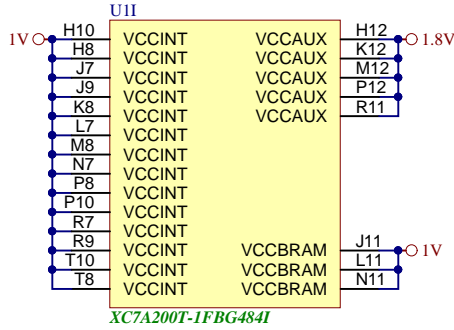 U1I
1V H10 VCCINT VCCAUX H12 1.8V
H8 VCCINT VCCAUX K12
J7 VCCINT VCCAUX M12
J9 VCCINT VCCAUX P12
K8 VCCINT VCCAUX R11
L7 VCCINT
M8 VCCINT
N7 VCCINT
P8 VCCINT
P10 VCCINT
R7 VCCINT
R9 VCCINT VCCBRAM J11 1V
T10 VCCINT VCCBRAM L11
T8 VCCINT VCCBRAM N11
XC7A200T-1FBG484I